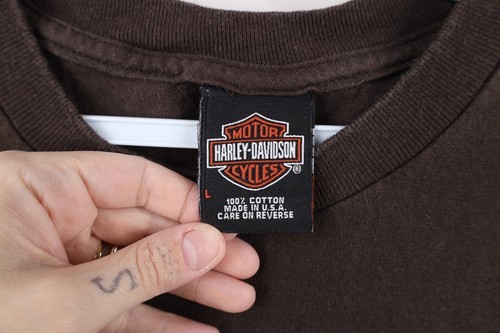 MOTOR
HARLEY-DAVIDSON
CYCLES
®
L
100% COTTON
MADE IN U.S.A.
CARE ON REVERSE
S